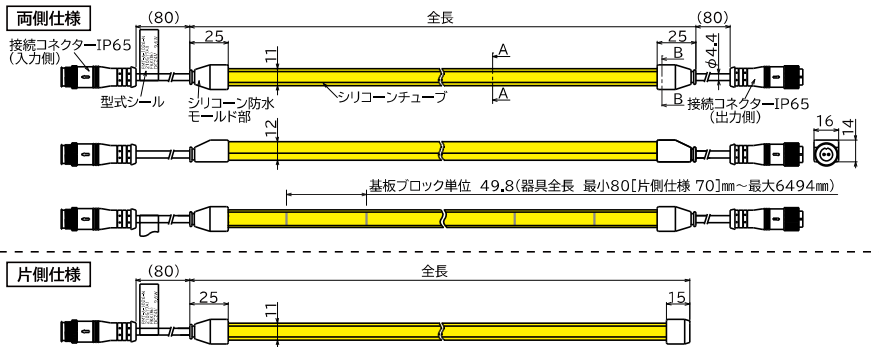 両側仕様
(80)
全長
(80)
接続コネクターIP65
(入力側)
25
11
A
A
25
B
B
φ4.4
型式シール
シリコーン防水
モールド部
シリコーンチューブ
接続コネクターIP65
(出力側)
12
16
14
基板ブロック単位 49.8(器具全長 最小80[片側仕様 70]㎜~最大6494㎜)
片側仕様
(80)
全長
25
11
15